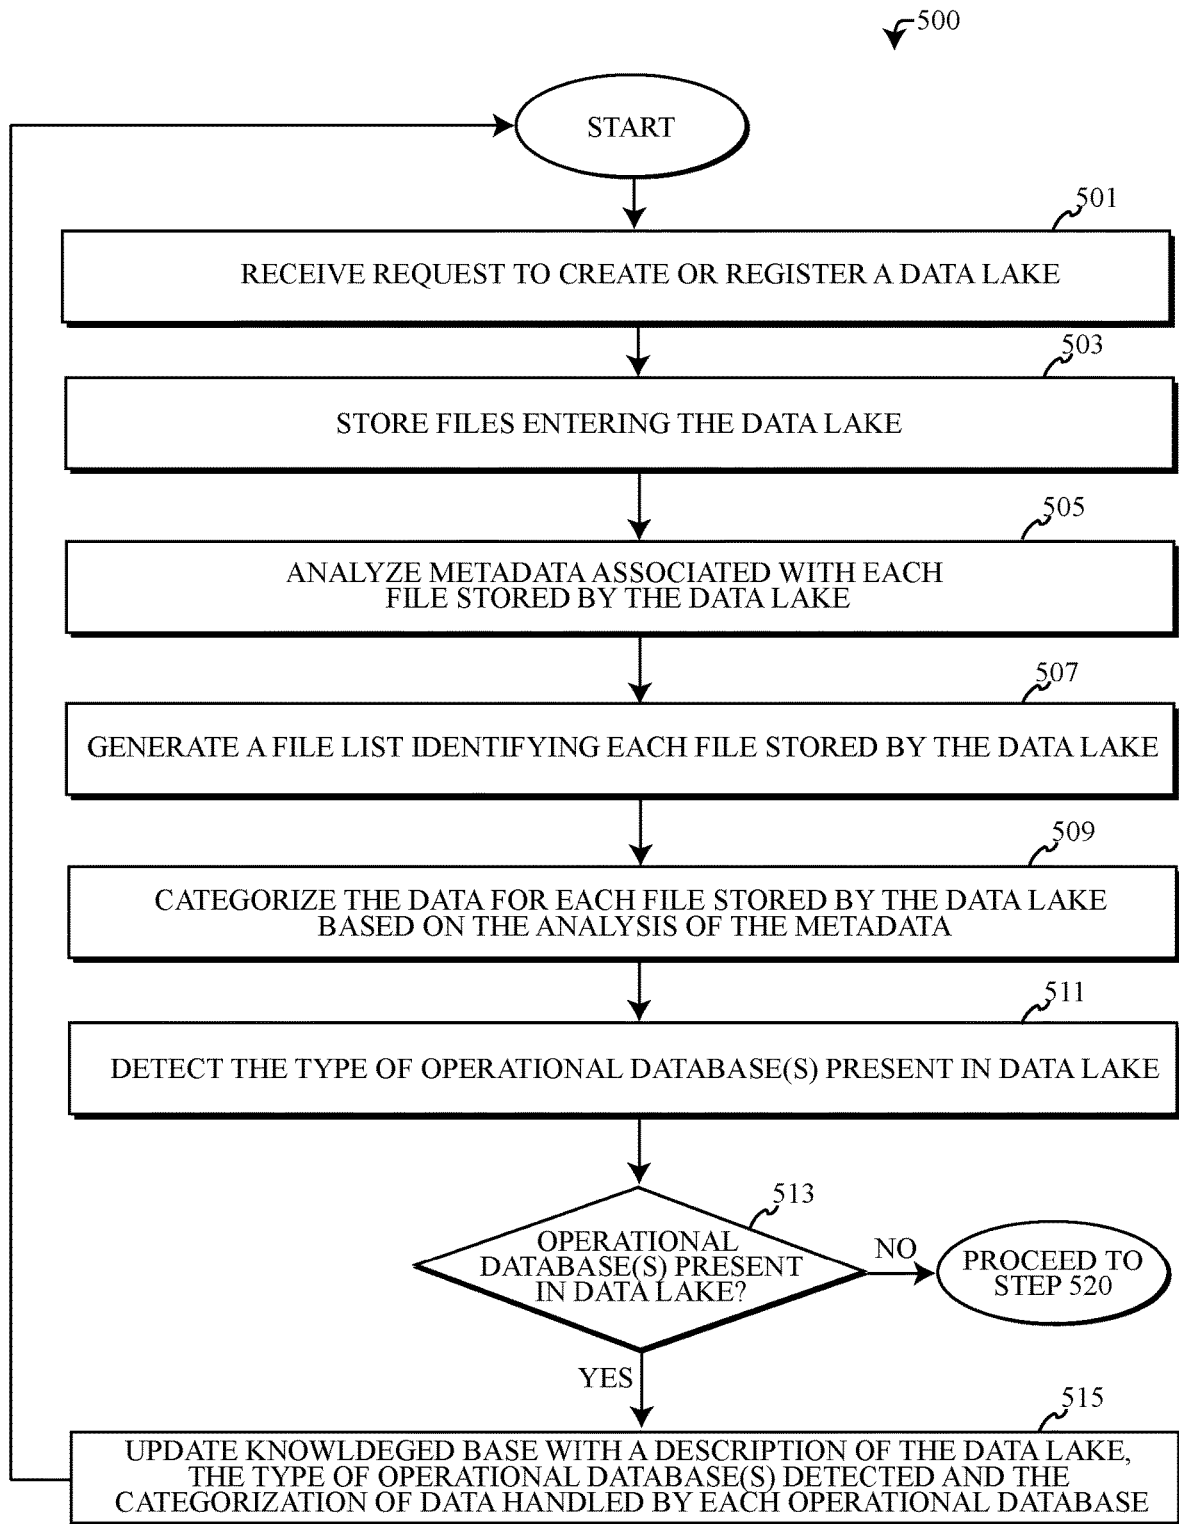 500
START
501
RECEIVE REQUEST TO CREATE OR REGISTER A DATA LAKE
503
STORE FILES ENTERING THE DATA LAKE
505
ANALYZE METADATA ASSOCIATED WITH EACH
FILE STORED BY THE DATA LAKE
507
GENERATE A FILE LIST IDENTIFYING EACH FILE STORED BY THE DATA LAKE
509
CATEGORIZE THE DATA FOR EACH FILE STORED BY THE DATA LAKE
BASED ON THE ANALYSIS OF THE METADATA
511
DETECT THE TYPE OF OPERATIONAL DATABASE(S) PRESENT IN DATA LAKE
513
OPERATIONAL
DATABASE(S) PRESENT
IN DATA LAKE?
NO
PROCEED TO
STEP 520
YES
515
UPDATE KNOWLDEGED BASE WITH A DESCRIPTION OF THE DATA LAKE,
THE TYPE OF OPERATIONAL DATABASE(S) DETECTED AND THE
CATEGORIZATION OF DATA HANDLED BY EACH OPERATIONAL DATABASE